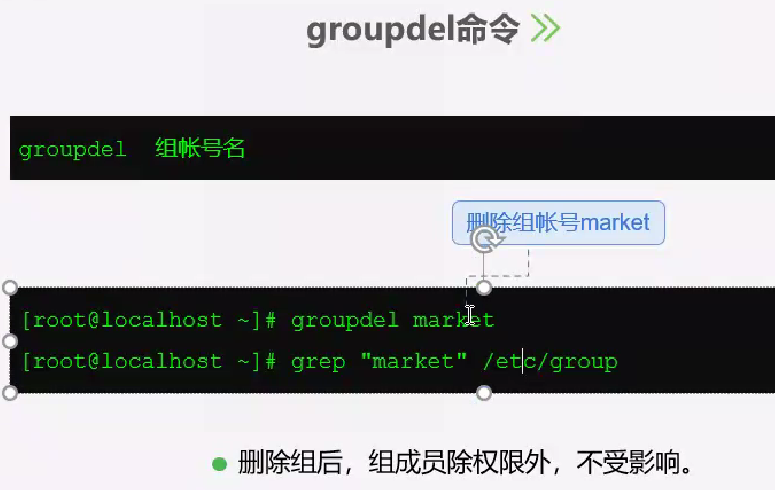 groupdel命令
groupdel 组帐号名
删除组帐号market
[root@localhost ~]# groupdel market
[root@localhost ~]# grep "market" /etc/group
删除组后，组成员除权限外，不受影响。